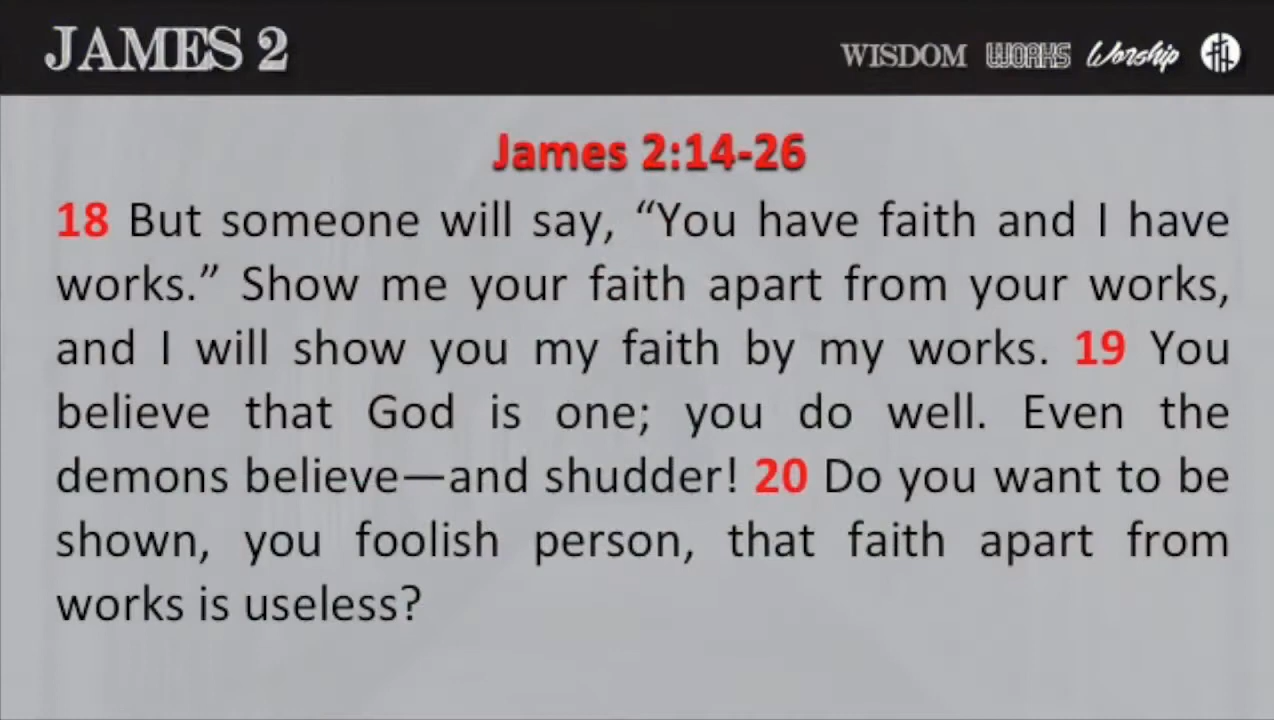 JAMES 2
WISDOM WORKS Worship
James 2:14-26
18 But someone will say, “You have faith and I have
works.” Show me your faith apart from your works,
and I will show you my faith by my works. 19 You
believe that God is one; you do well. Even the
demons believe—and shudder! 20 Do you want to be
shown, you foolish person, that faith apart from
works is useless?